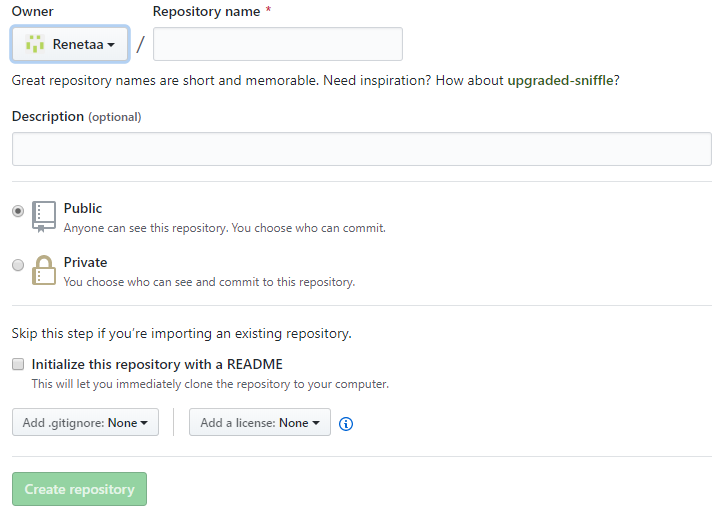 Owner
Repository name *
Renetaa /
Great repository names are short and memorable. Need inspiration? How about upgraded-sniffle?
Description (optional)
Public
Anyone can see this repository. You choose who can commit.
Private
You choose who can see and commit to this repository.
Skip this step if you’re importing an existing repository.
Initialize this repository with a README
This will let you immediately clone the repository to your computer.
Add .gitignore: None
Add a license: None
Create repository